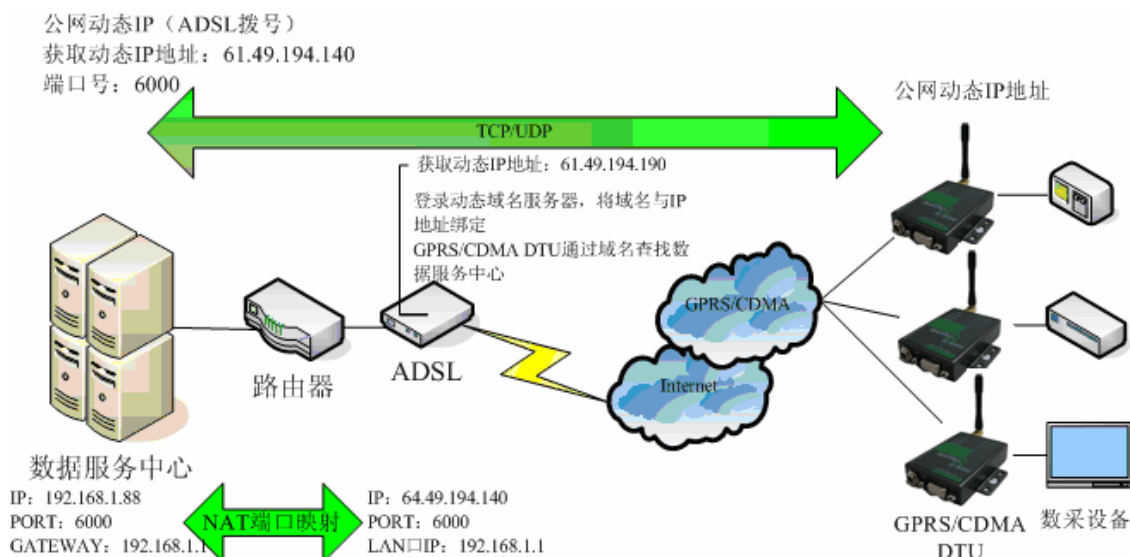 公网动态IP（ADSL拨号）
获取动态IP地址：61.49.194.140
端口号：6000
公网动态IP地址
TCP/UDP
获取动态IP地址：61.49.194.190
登录动态域名服务器，将域名与IP
地址绑定
GPRS/CDMA DTU通过域名查找数
据服务中心
GPRS/CDMA
Internet
路由器
ADSL
数据服务中心
IP：192.168.1.88
PORT：6000
GATEWAY：192.168.1.1
NAT端口映射
IP：64.49.194.140
PORT：6000
LAN口IP：192.168.1.1
GPRS/CDMA
DTU
数采设备